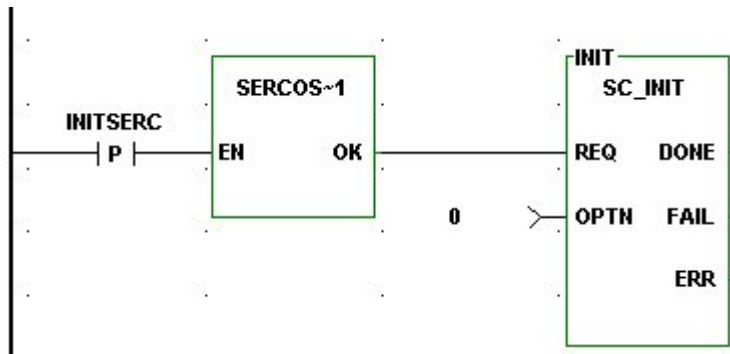 INIT
SERCOS~1
SC_INIT
INITSERC
P
EN OK
REQ DONE
0
OPTN FAIL
ERR